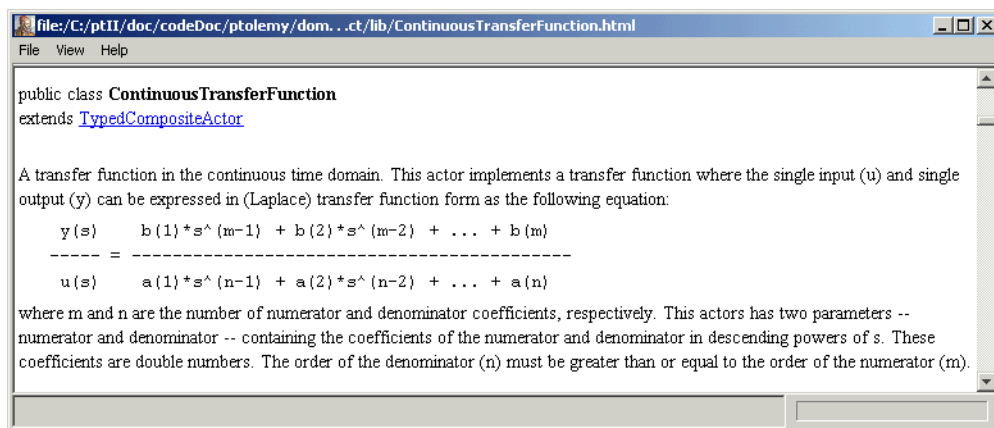 file:/C:/ptII/doc/codeDoc/ptolemy/dom. . .ct/lib/ContinuousTransferFunction.html
File View Help
public class ContinuousTransferFunction
extends TypedCompositeActor
A transfer function in the continuous time domain. This actor implements a transfer function where the single input (u) and single
output (y) can be expressed in (Laplace) transfer function form as the following equation:
y(s) b(1)*s^(m-1) + b(2)*s^(m-2) + ... + b(m)
----- = -------------------------------------------
u(s) a(1)*s^(n-1) + a(2)*s^(n-2) + ... + a(n)
where m and n are the number of numerator and denominator coefficients, respectively. This actors has two parameters --
numerator and denominator -- containing the coefficients of the numerator and denominator in descending powers of s. These
coefficients are double numbers. The order of the denominator (n) must be greater than or equal to the order of the numerator (m).